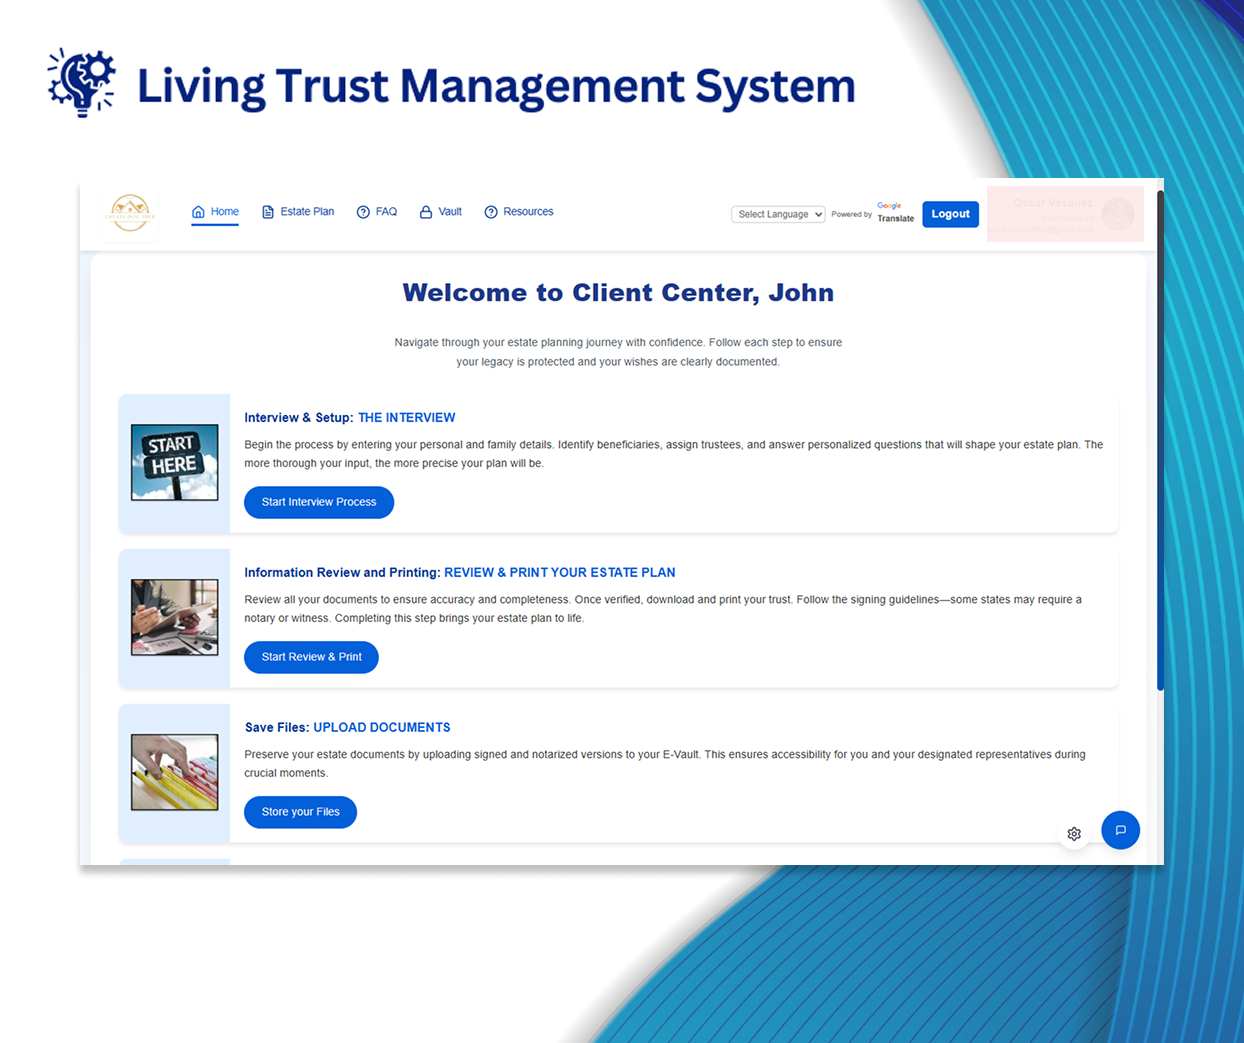 Living Trust Management System
Home
Estate Plan
FAQ
Vault
Resources
Select Language
Powered by
Google
Translate
Logout
Oscar Vasquez
Welcome to Client Center, John
Navigate through your estate planning journey with confidence. Follow each step to ensure
your legacy is protected and your wishes are clearly documented.
START
HERE
Interview & Setup: THE INTERVIEW
Begin the process by entering your personal and family details. Identify beneficiaries, assign trustees, and answer personalized questions that will shape your estate plan. The
more thorough your input, the more precise your plan will be.
Start Interview Process
Information Review and Printing: REVIEW & PRINT YOUR ESTATE PLAN
Review all your documents to ensure accuracy and completeness. Once verified, download and print your trust. Follow the signing guidelines—some states may require a
notary or witness. Completing this step brings your estate plan to life.
Start Review & Print
Save Files: UPLOAD DOCUMENTS
Preserve your estate documents by uploading signed and notarized versions to your E-Vault. This ensures accessibility for you and your designated representatives during
crucial moments.
Store your Files